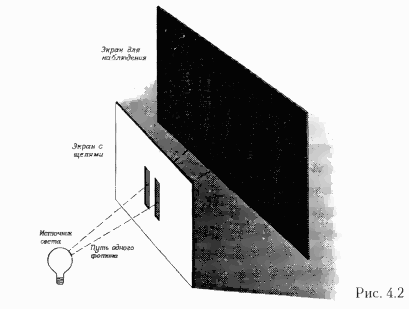 Экран для
наблюдения
Экран с
щелями
Источник
света
Путь одного
фотона
Рис. 4.2